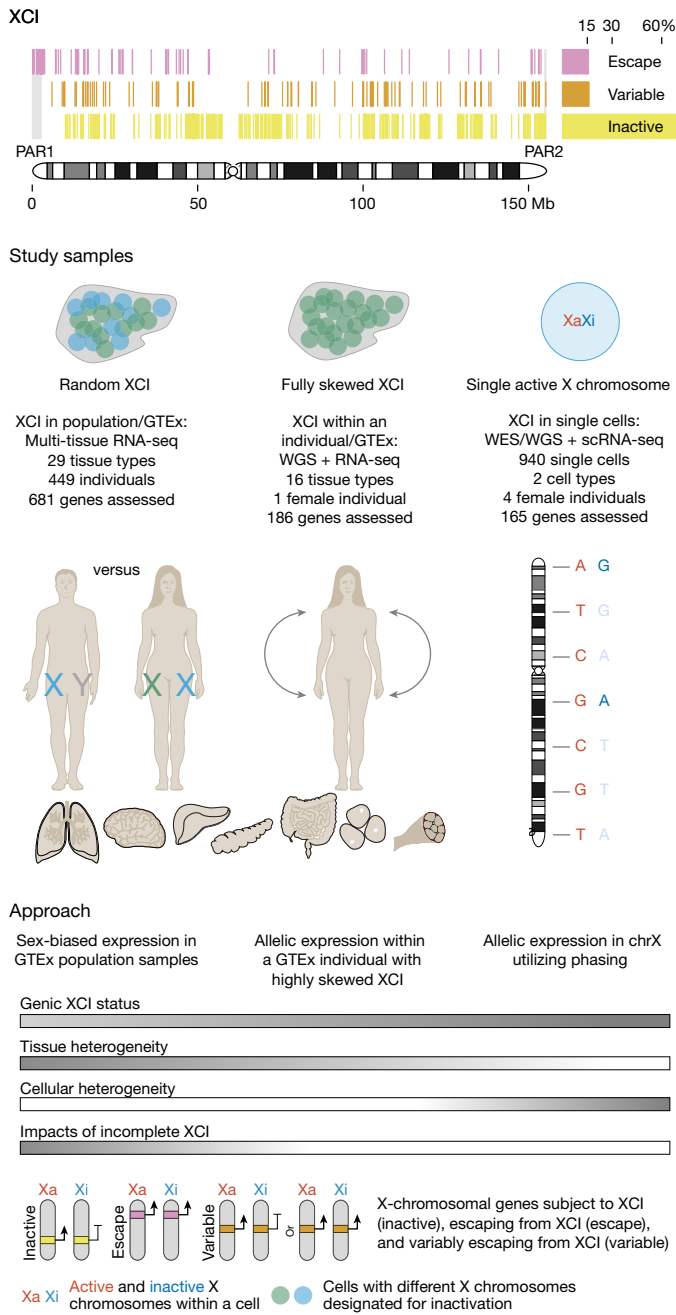 XCI
15 30 60%
Escape
Variable
Inactive
PAR1
PAR2
0 50 100 150 Mb
Study samples
XaXi
Random XCI
Fully skewed XCI
Single active X chromosome
XCI in population/GTEx:
Multi-tissue RNA-seq
29 tissue types
449 individuals
681 genes assessed
XCI within an
individual/GTEx:
WGS + RNA-seq
16 tissue types
1 female individual
186 genes assessed
XCI in single cells:
WES/WGS + scRNA-seq
940 single cells
2 cell types
4 female individuals
165 genes assessed
versus
X Y
X X
A G
T G
C A
G A
C T
G T
T A
Approach
Sex-biased expression in
GTEx population samples
Allelic expression within
a GTEx individual with
highly skewed XCI
Allelic expression in chrX
utilizing phasing
Genic XCI status
Tissue heterogeneity
Cellular heterogeneity
Impacts of incomplete XCI
Inactive
Xa Xi
Escape
Xa Xi
Variable
Xa Xi
Or
Xa Xi
X-chromosomal genes subject to XCI
(inactive), escaping from XCI (escape),
and variably escaping from XCI (variable)
Xa Xi
Active and inactive X
chromosomes within a cell
Cells with different X chromosomes
designated for inactivation